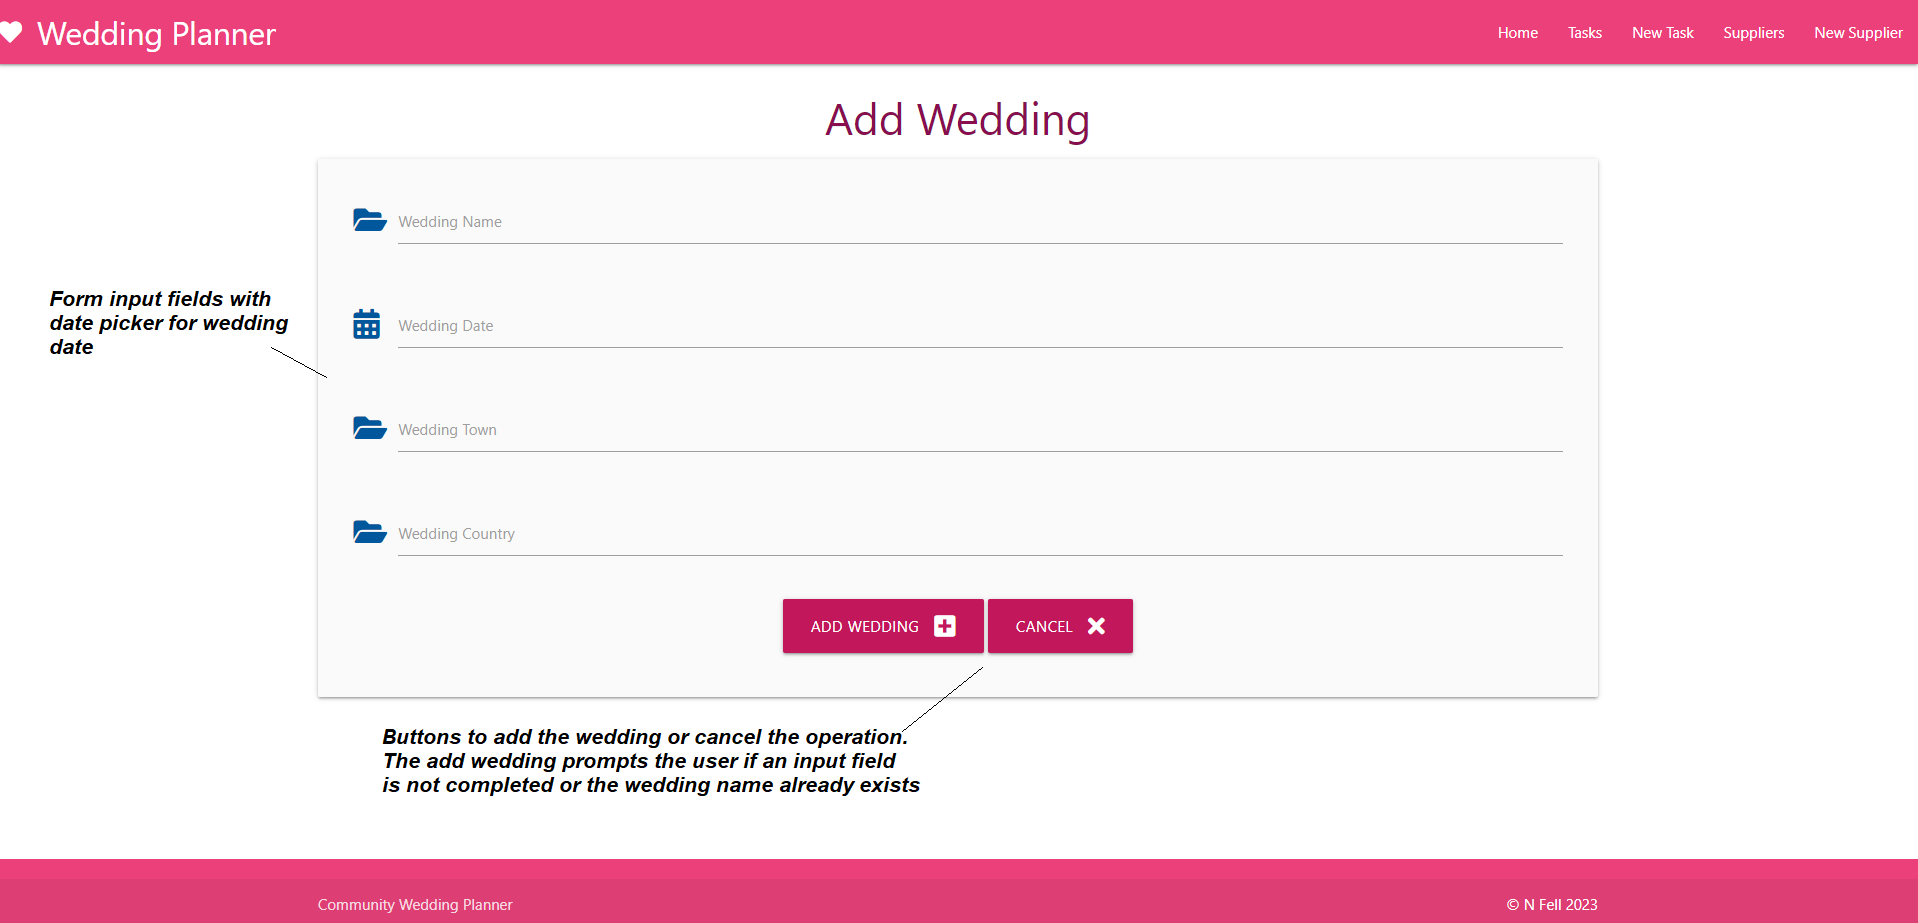 Wedding Planner
Home Tasks New Task Suppliers New Supplier
Add Wedding
Wedding Name
Form input fields with
date picker for wedding
date
Wedding Date
Wedding Town
Wedding Country
ADD WEDDING CANCEL
Buttons to add the wedding or cancel the operation.
The add wedding prompts the user if an input field
is not completed or the wedding name already exists
Community Wedding Planner
© N Fell 2023